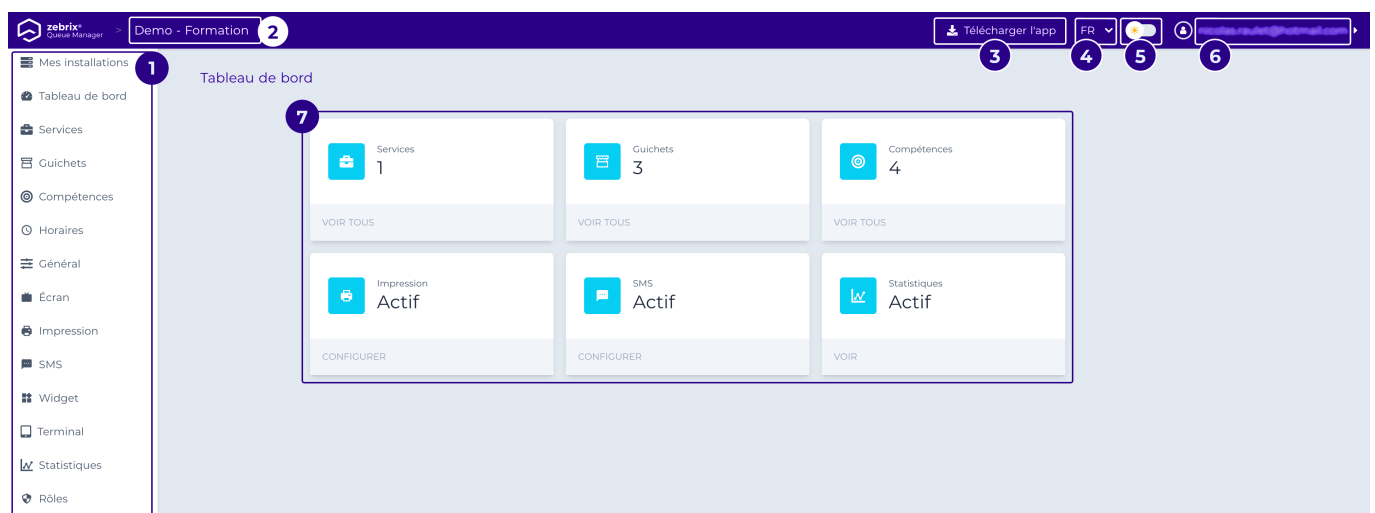 zebrix®
Queue Manager > Demo - Formation 2 Télécharger l'app FR
3 4 5 6
1
Mes installations
Tableau de bord
Services
Guichets
Compétences
Horaires
Général
Écran
Impression
SMS
Widget
Terminal
Statistiques
Rôles
Tableau de bord
7
Services
1
VOIR TOUS
Guichets
3
VOIR TOUS
Compétences
4
VOIR TOUS
Impression
Actif
CONFIGURER
SMS
Actif
CONFIGURER
Statistiques
Actif
VOIR